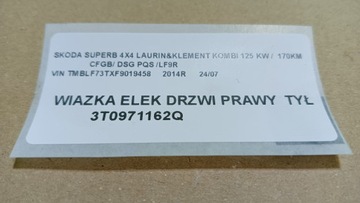 SKODA SUPERB 4X4 LAURIN&KLEMENT KOMBI 125 KW / 170KM
CFGB/ DSG PQS /LF9R
VIN TMBLF73TXF9019458 2014R 24/07
WIAZKA ELEK DRZWI PRAWY TYŁ
3T0971162Q